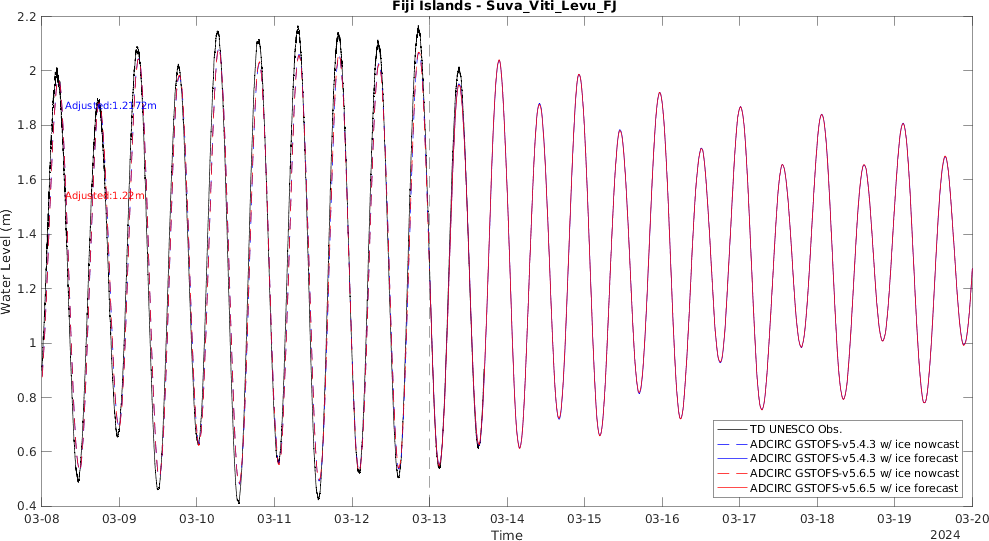 Fiji Islands - Suva_Viti_Levu_FJ
2.2
2
1.8
1.6
1.4
1.2
1
0.8
0.6
0.4
Water Level (m)
Adjusted:1.2172m
Adjusted:1.22m
TD UNESCO Obs.
ADCIRC GSTOFS-v5.4.3 w/ ice nowcast
ADCIRC GSTOFS-v5.4.3 w/ ice forecast
ADCIRC GSTOFS-v5.6.5 w/ ice nowcast
ADCIRC GSTOFS-v5.6.5 w/ ice forecast
03-08 03-09 03-10 03-11 03-12 03-13 03-14 03-15 03-16 03-17 03-18 03-19 03-20
Time
2024